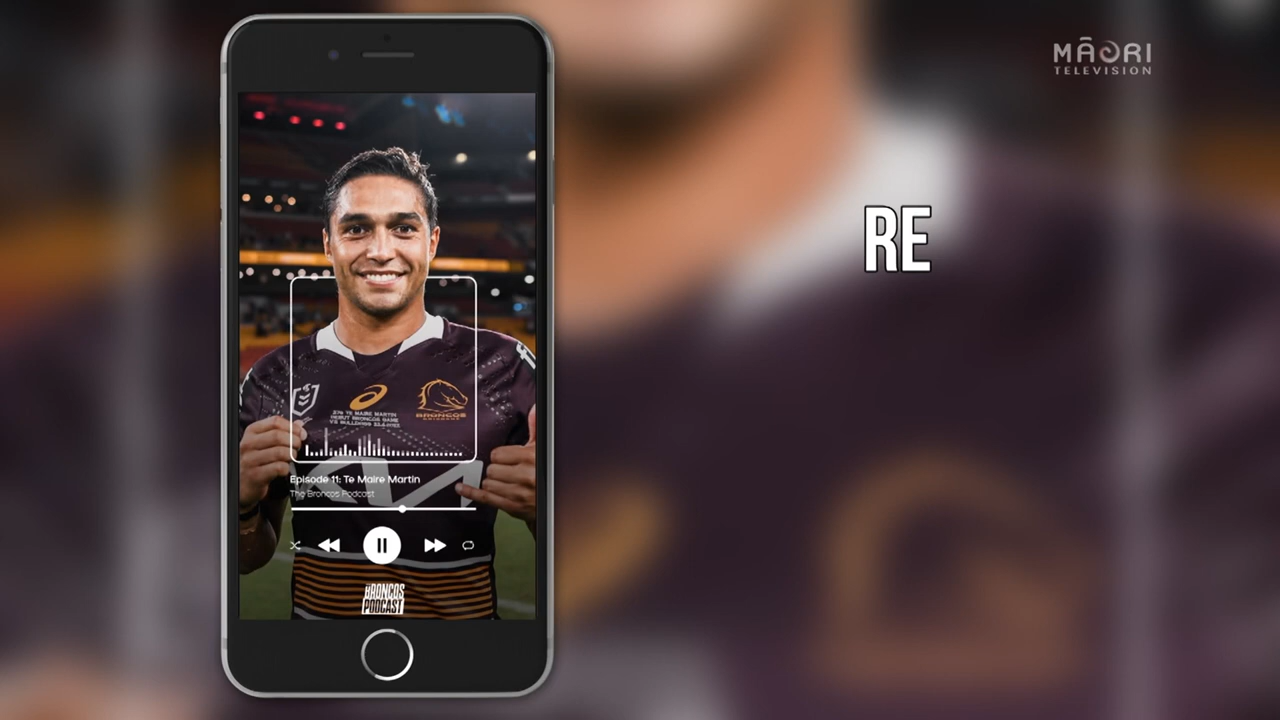 MĀORI
TELEVISION
RE
BRONCOS
Episode 11: Te Maire Martin
The Broncos Podcast
BRONCOS
PODCAST